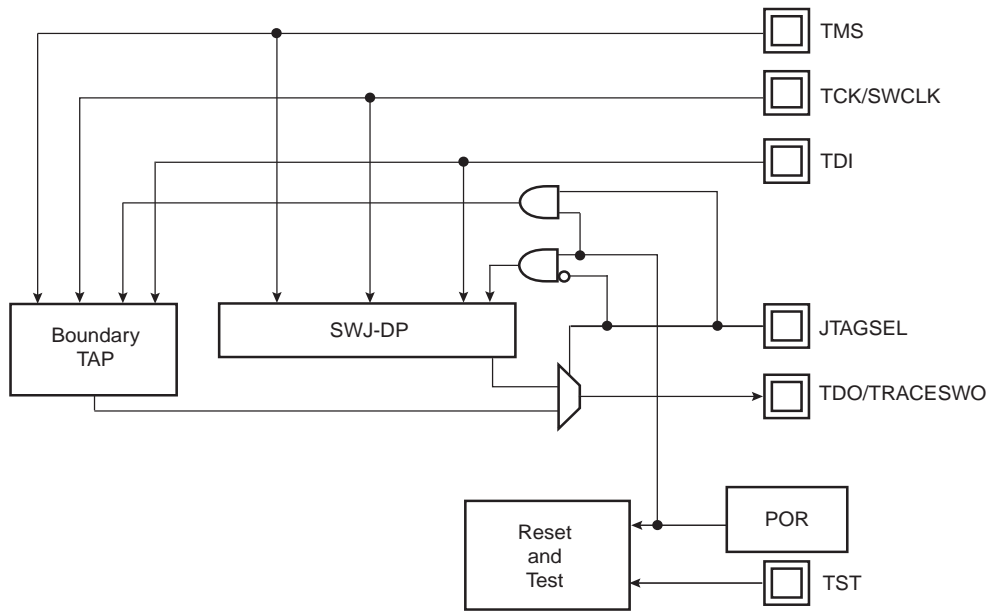 TMS
TCK/SWCLK
TDI
Boundary
TAP
SWJ-DP
JTAGSEL
TDO/TRACESWO
Reset
and
Test
POR
TST